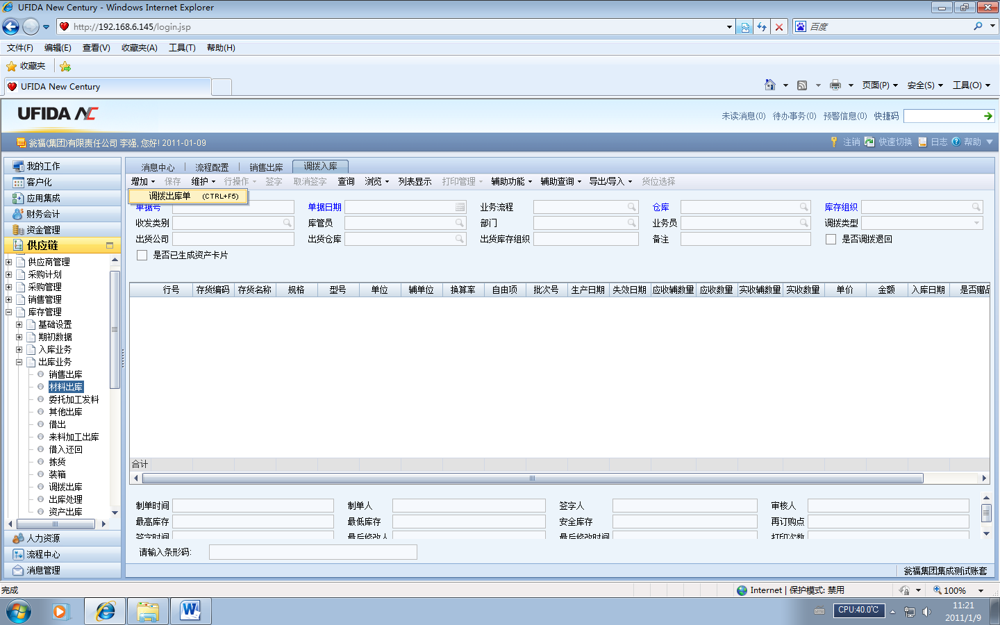 UFIDA New Century - Windows Internet Explorer
http://192.168.6.145/login.jsp
百度
文件(F) 编辑(E) 查看(V) 收藏夹(A) 工具(T) 帮助(H)
收藏夹
UFIDA New Century
页面(P) 安全(S) 工具(O)
UFIDA NC
未读消息(0) 待办事务(0) 预警信息(0) 快捷码
瓮福(集团)有限责任公司 李强, 您好! 2011-01-09
注销 快速切换 日志 帮助
我的工作
客户化
应用集成
财务会计
资金管理
供应链
供应商管理
采购计划
采购管理
销售管理
库存管理
基础设置
期初数据
入库业务
出库业务
销售出库
材料出库
委托加工发料
其他出库
借出
来料加工出库
借入还回
拣货
装箱
调拨出库
出库处理
资产出库
人力资源
流程中心
消息管理
消息中心 流程配置 销售出库 调拨入库
增加 保存 维护 行操作 签字 取消签字 查询 浏览 列表显示 打印管理 辅助功能 辅助查询 导出/导入 货位选择
调拨出库单 (CTRL+F5)
单据号 单据日期 业务流程 仓库 库存组织
收发类别 库管员 部门 业务员 调拨类型
出货公司 出货仓库 出货库存组织 备注 是否调拨退回
是否已生成资产卡片
行号 存货编码 存货名称 规格 型号 单位 辅单位 换算率 自由项 批次号 生产日期 失效日期 应收辅数量 应收数量 实收辅数量 实收数量 单价 金额 入库日期 是否赠品
合计
制单时间 制单人 签字人 审核人
最高库存 最低库存 安全库存 再订购点
签字时间 最后修改人 最后修改时间 打印次数
请输入条形码:
瓮福集团集成测试账套
完成
Internet | 保护模式: 禁用
100%
CPU:40.0℃
11:21
2011/1/9